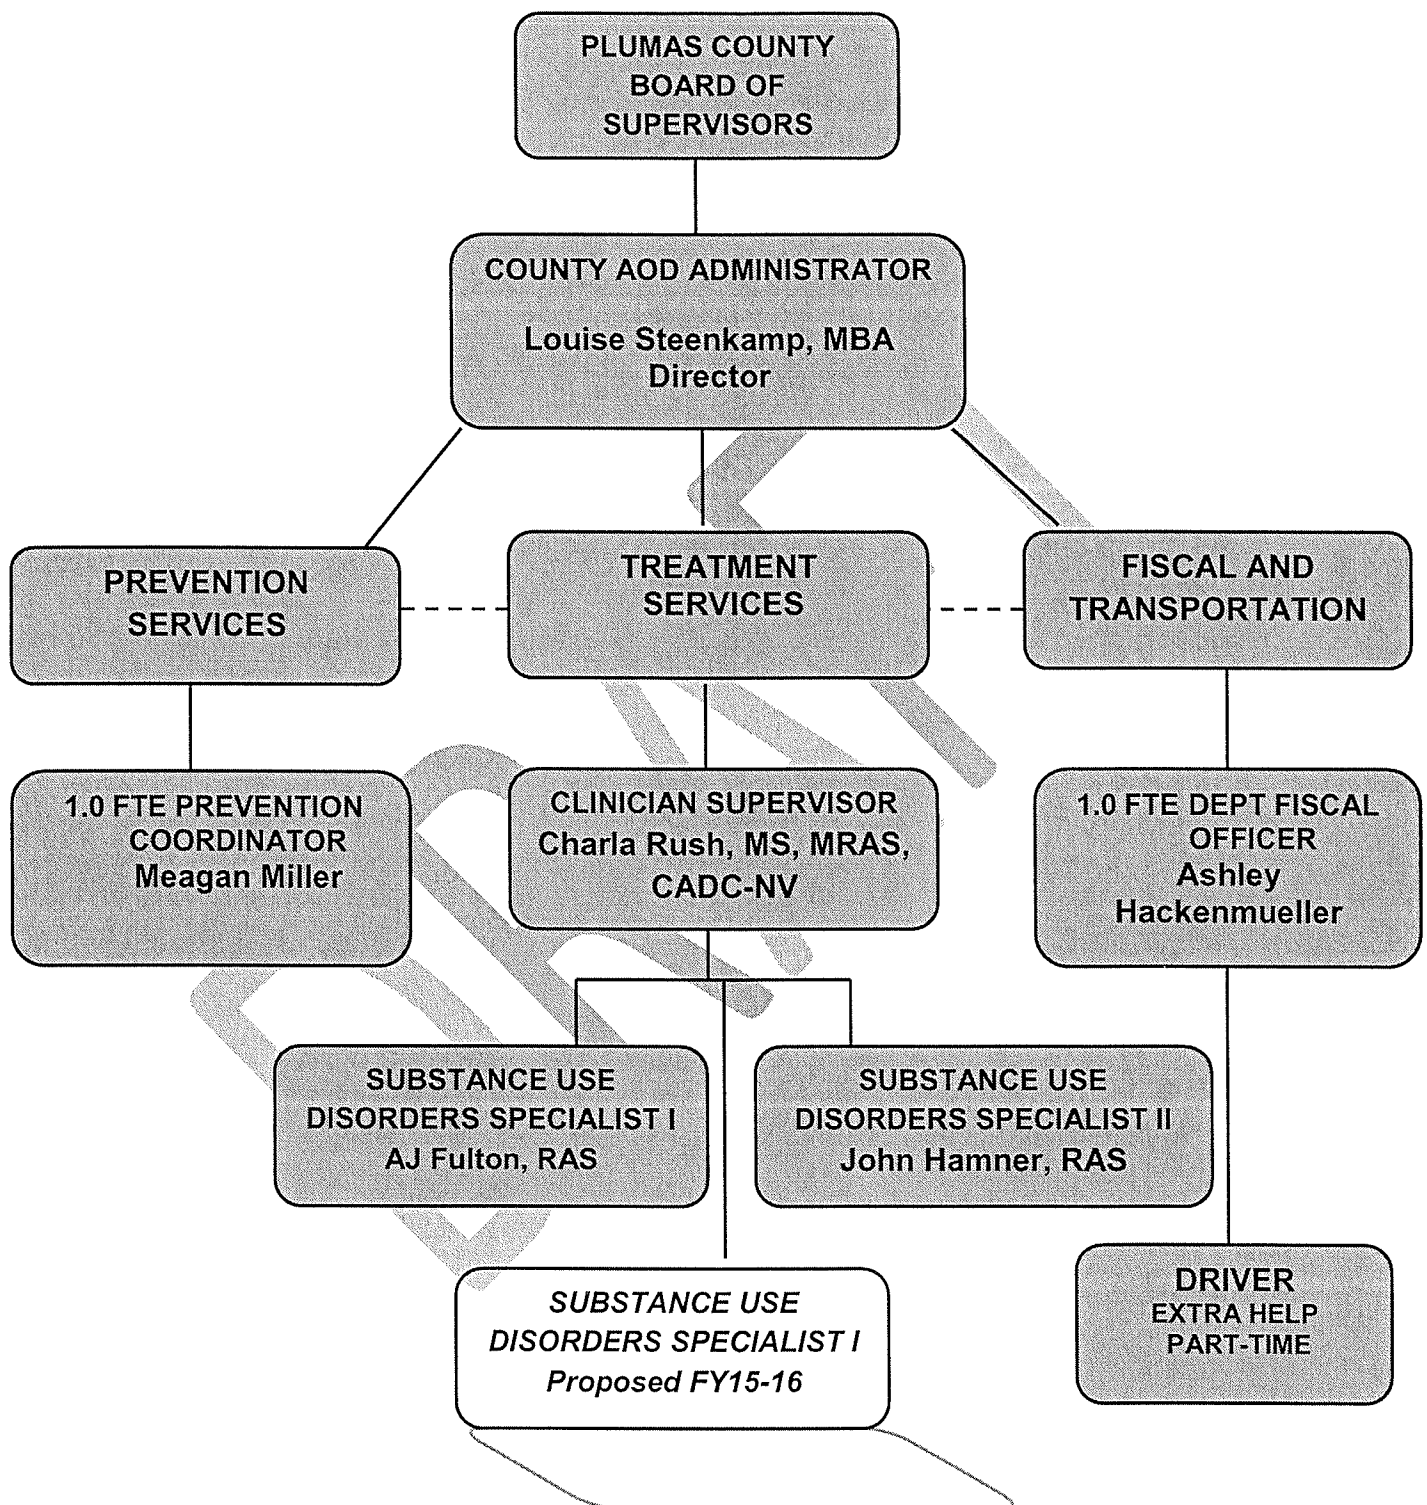 PLUMAS COUNTY
BOARD OF
SUPERVISORS
COUNTY AOD ADMINISTRATOR
Louise Steenkamp, MBA
Director
PREVENTION
SERVICES
TREATMENT
SERVICES
FISCAL AND
TRANSPORTATION
1.0 FTE PREVENTION
COORDINATOR
Meagan Miller
CLINICIAN SUPERVISOR
Charla Rush, MS, MRAS,
CADC-NV
1.0 FTE DEPT FISCAL
OFFICER
Ashley
Hackenmueller
SUBSTANCE USE
DISORDERS SPECIALIST I
AJ Fulton, RAS
SUBSTANCE USE
DISORDERS SPECIALIST II
John Hamner, RAS
SUBSTANCE USE
DISORDERS SPECIALIST I
Proposed FY15-16
DRIVER
EXTRA HELP
PART-TIME
DRAFT